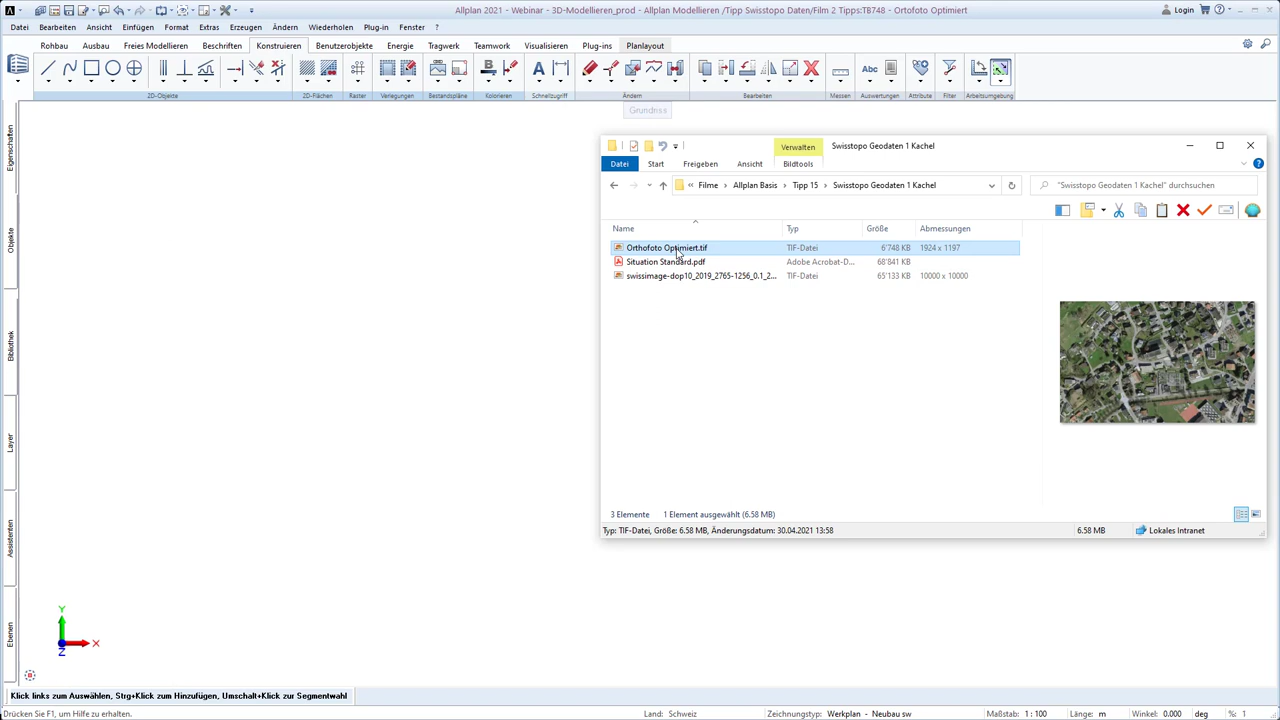 Allplan 2021 - Webinar - 3D-Modellieren_prod - Allplan Modellieren /Tipp Swisstopo Daten/Film 2 Tipps:TB748 - Ortofoto Optimiert
Login
Datei Bearbeiten Ansicht Einfügen Format Extras Erzeugen Ändern Wiederholen Plug-in Fenster ?
Rohbau Ausbau Freies Modellieren Beschriften Konstruieren Benutzerobjekte Energie Tragwerk Teamwork Visualisieren Plug-ins Planlayout
Abc
2D-Objekte 2D-Flächen Raster Verlegungen Bestandspläne Kolorieren Schnellzugriff Ändern Bearbeiten Messen Auswertungen Attribute Filter Arbeitsumgebung
Grundriss
Verwalten Swisstopo Geodaten 1 Kachel
Datei Start Freigeben Ansicht Bildtools
« Filme Allplan Basis Tipp 15 Swisstopo Geodaten 1 Kachel
"Swisstopo Geodaten 1 Kachel" durchsuchen
Name Typ Größe Abmessungen
Orthofoto Optimiert.tif TIF-Datei 6'748 KB 1924 x 1197
Situation Standard.pdf Adobe Acrobat-D... 68'841 KB
swissimage-dop10_2019_2765-1256_0.1_2... TIF-Datei 65'133 KB 10000 x 10000
3 Elemente 1 Element ausgewählt (6.58 MB)
Typ: TIF-Datei, Größe: 6.58 MB, Änderungsdatum: 30.04.2021 13:58 6.58 MB Lokales Intranet
Eigenschaften
Objekte
Bibliothek
Layer
Assistenten
Ebenen
Y
X
Z
Klick links zum Auswählen, Strg+Klick zum Hinzufügen, Umschalt+Klick zur Segmentwahl
Drücken Sie F1, um Hilfe zu erhalten. Land: Schweiz Zeichnungstyp: Werkplan - Neubau sw Maßstab: 1 : 100 Länge: m Winkel: 0.000 deg %: 1